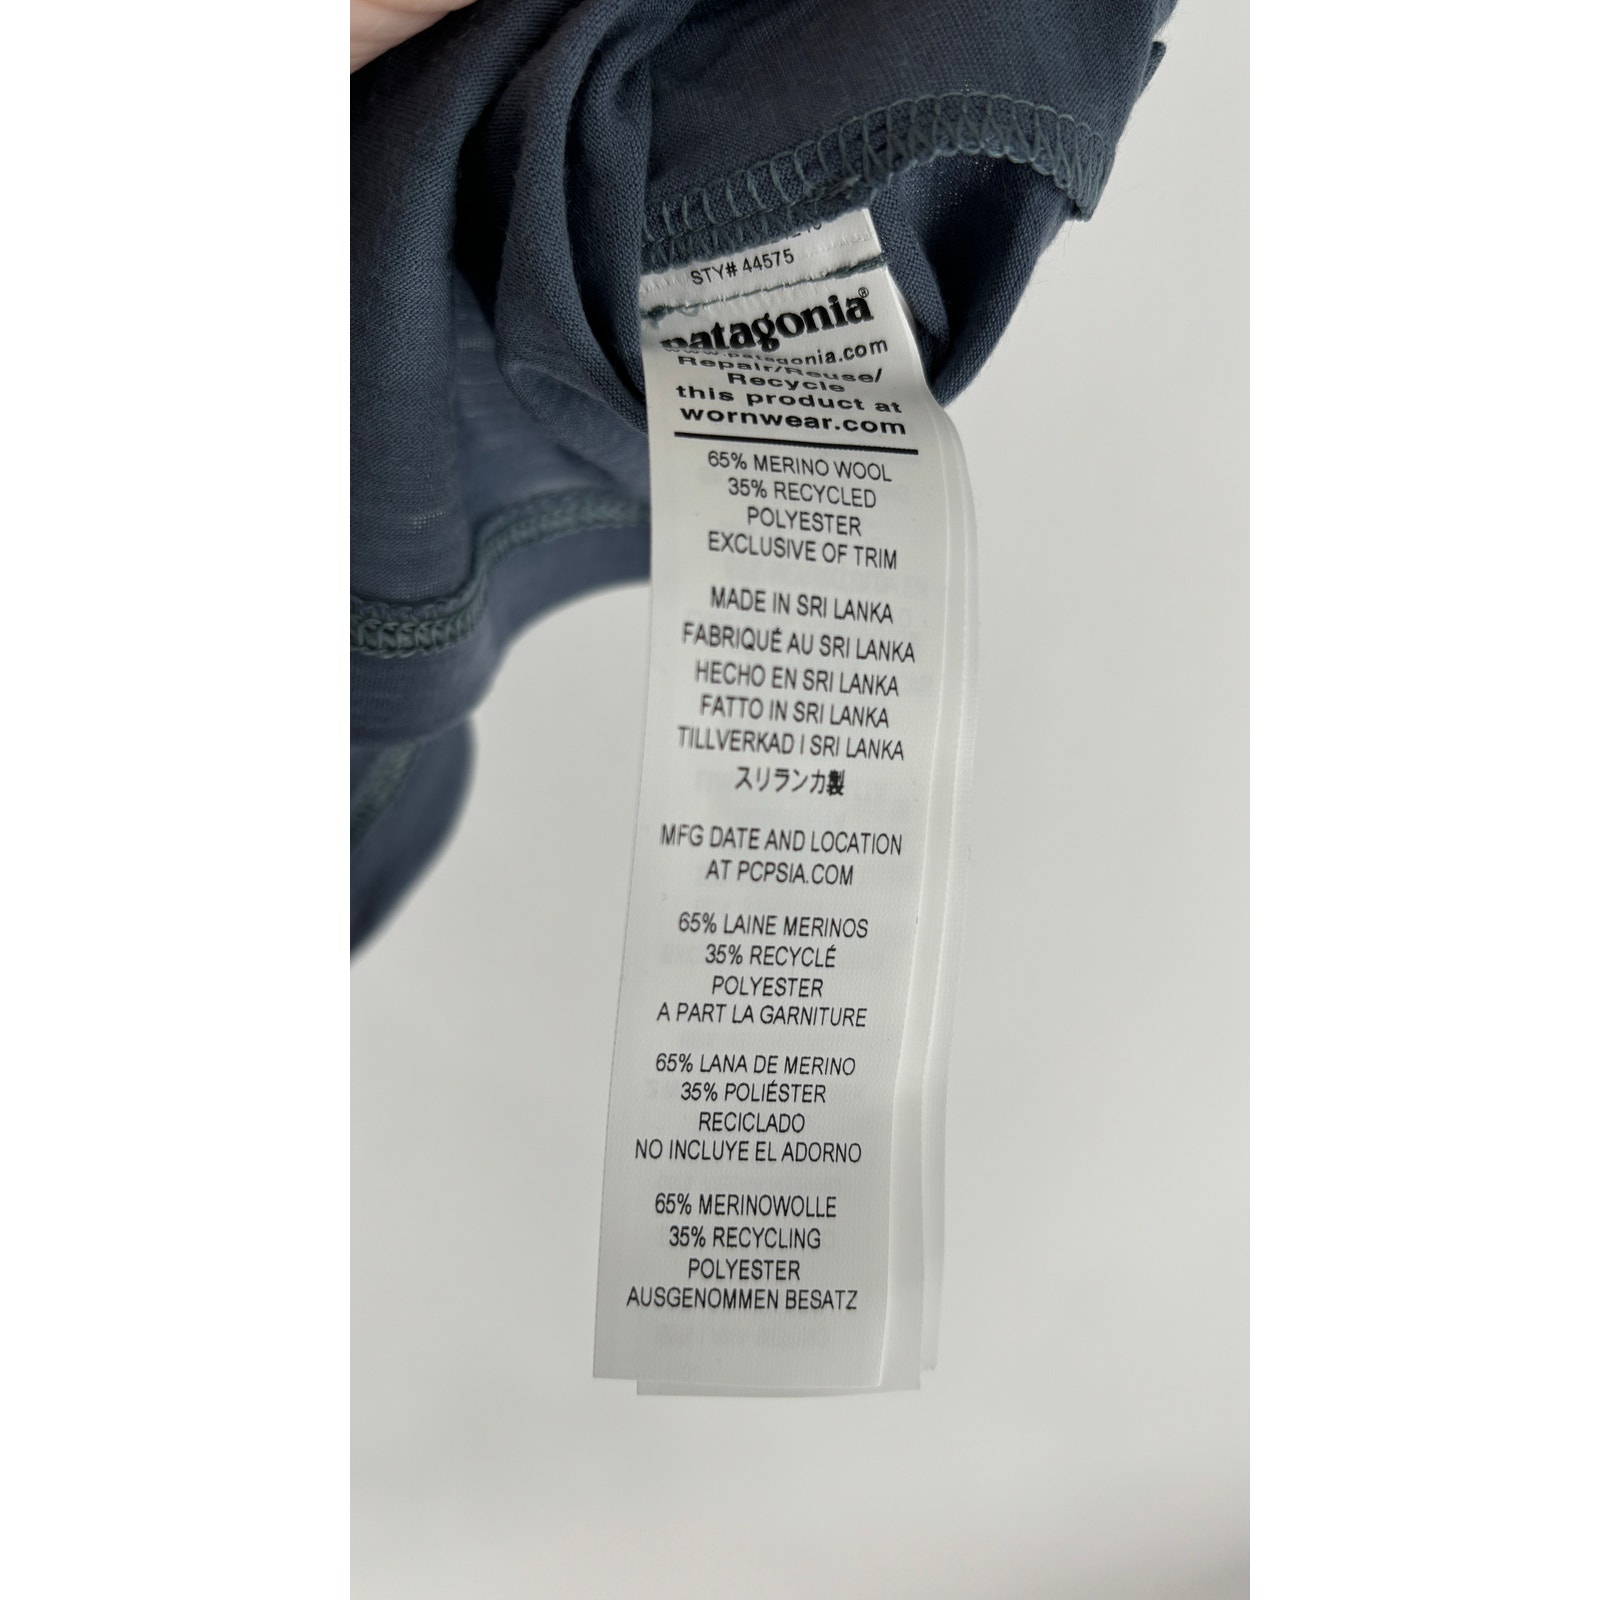 STY# 44575
patagonia®
www.patagonia.com
Repair/Reuse/
Recycle
this product at
wornwear.com
65% MERINO WOOL
35% RECYCLED
POLYESTER
EXCLUSIVE OF TRIM
MADE IN SRI LANKA
FABRIQUÉ AU SRI LANKA
HECHO EN SRI LANKA
FATTO IN SRI LANKA
TILLVERKAD I SRI LANKA
スリランカ製
MFG DATE AND LOCATION
AT PCPSIA.COM
65% LAINE MERINOS
35% RECYCLÉ
POLYESTER
A PART LA GARNITURE
65% LANA DE MERINO
35% POLIÉSTER
RECICLADO
NO INCLUYE EL ADORNO
65% MERINOWOLLE
35% RECYCLING
POLYESTER
AUSGENOMMEN BESATZ